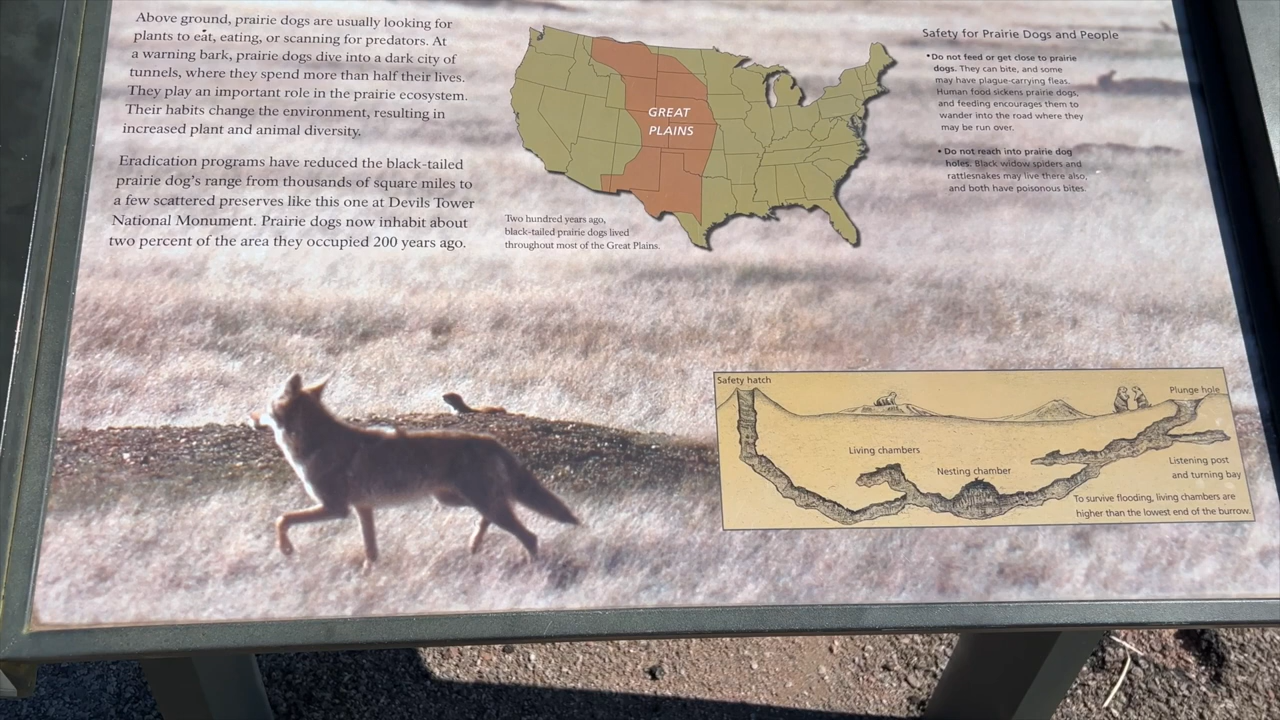 Above ground, prairie dogs are usually looking for
plants to eat, eating, or scanning for predators. At
a warning bark, prairie dogs dive into a dark city of
tunnels, where they spend more than half their lives.
They play an important role in the prairie ecosystem.
Their habits change the environment, resulting in
increased plant and animal diversity.
Eradication programs have reduced the black-tailed
prairie dog's range from thousands of square miles to
a few scattered preserves like this one at Devils Tower
National Monument. Prairie dogs now inhabit about
two percent of the area they occupied 200 years ago.
GREAT
PLAINS
Two hundred years ago,
black-tailed prairie dogs lived
throughout most of the Great Plains.
Safety for Prairie Dogs and People
• Do not feed or get close to prairie
dogs. They can bite, and some
may have plague-carrying fleas.
Human food sickens prairie dogs,
and feeding encourages them to
wander into the road where they
may be run over.
• Do not reach into prairie dog
holes. Black widow spiders and
rattlesnakes may live there also,
and both have poisonous bites.
Safety hatch
Plunge hole
Living chambers
Nesting chamber
Listening post
and turning bay
To survive flooding, living chambers are
higher than the lowest end of the burrow.